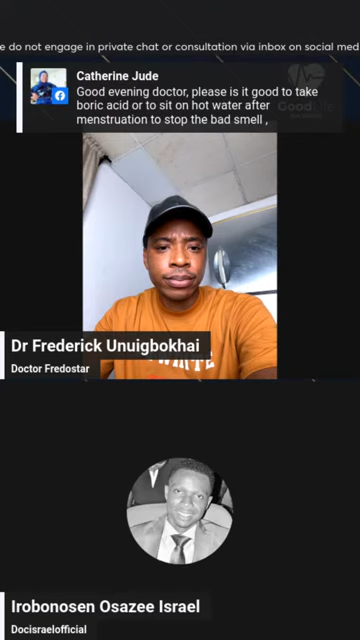 e do not engage in private chat or consultation via inbox on social med
Catherine Jude
Good evening doctor, please is it good to take
boric acid or to sit on hot water after
menstruation to stop the bad smell ,
GoodLife
Dr Frederick Unuigbokhai
Doctor Fredostar
Irobonosen Osazee Israel
Docisraelofficial